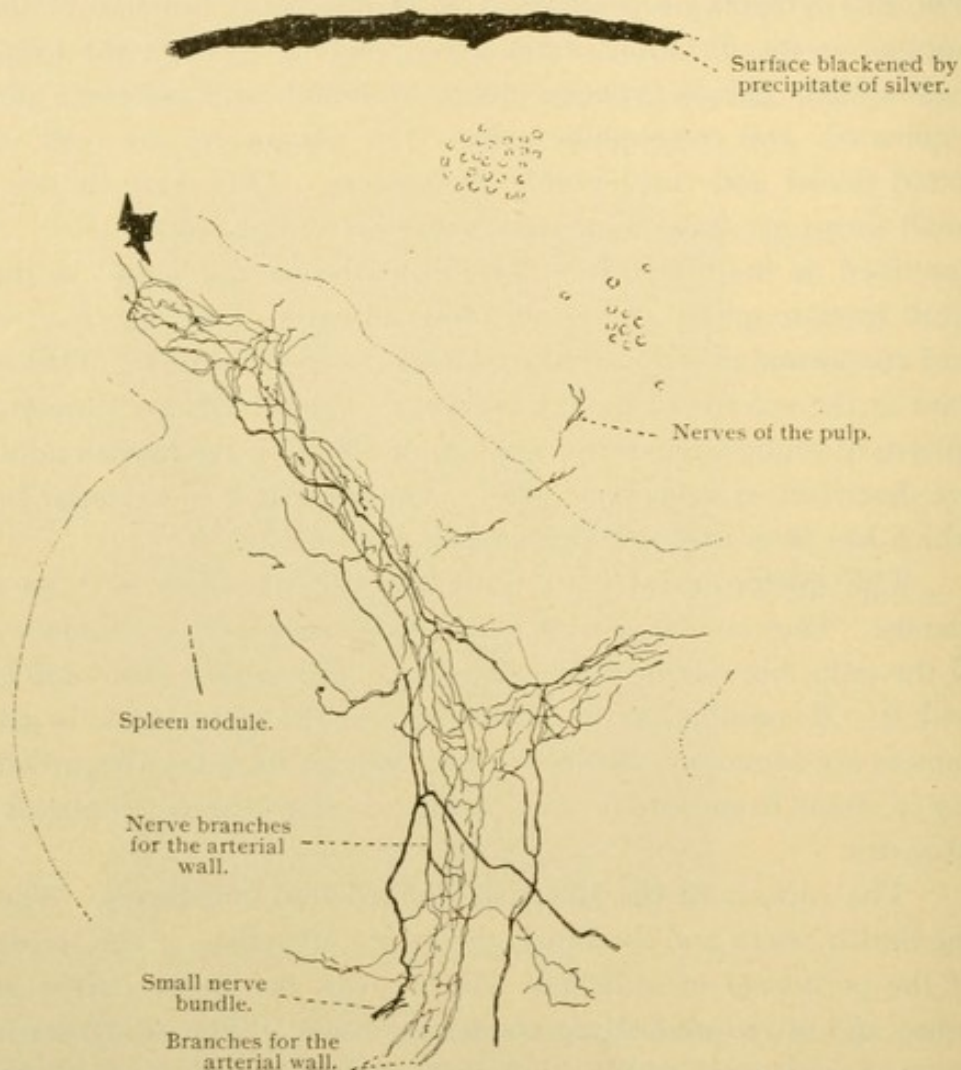 Surface blackened by
precipitate of silver.
Nerves of the pulp.
Spleen nodule.
Nerve branches
for the arterial
wall.
Small nerve
bundle.
Branches for the
arterial wall.